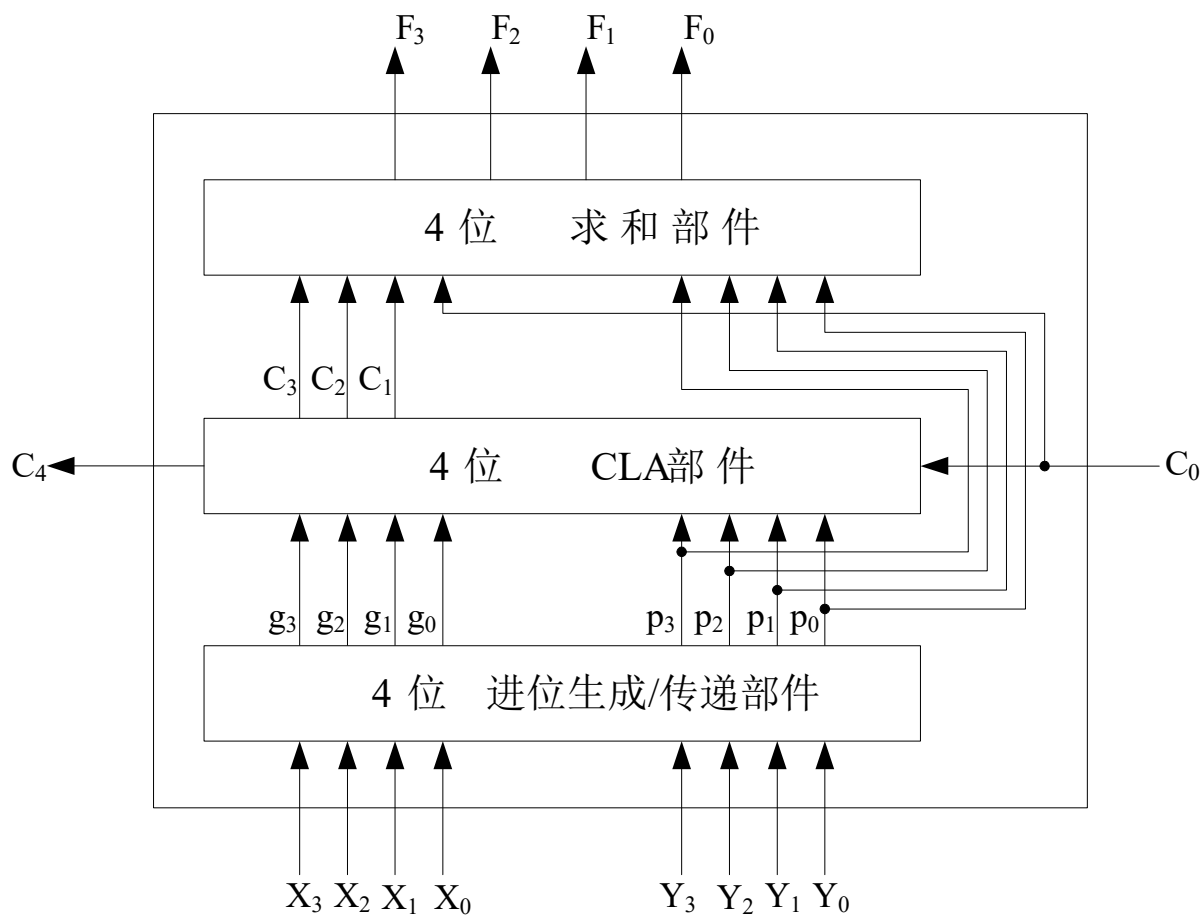 F₃ F₂ F₁ F₀
4 位 求和部件
C₃ C₂ C₁
C₄ 4 位 CLA部件 C₀
g₃ g₂ g₁ g₀ p₃ p₂ p₁ p₀
4 位 进位生成/传递部件
X₃ X₂ X₁ X₀ Y₃ Y₂ Y₁ Y₀